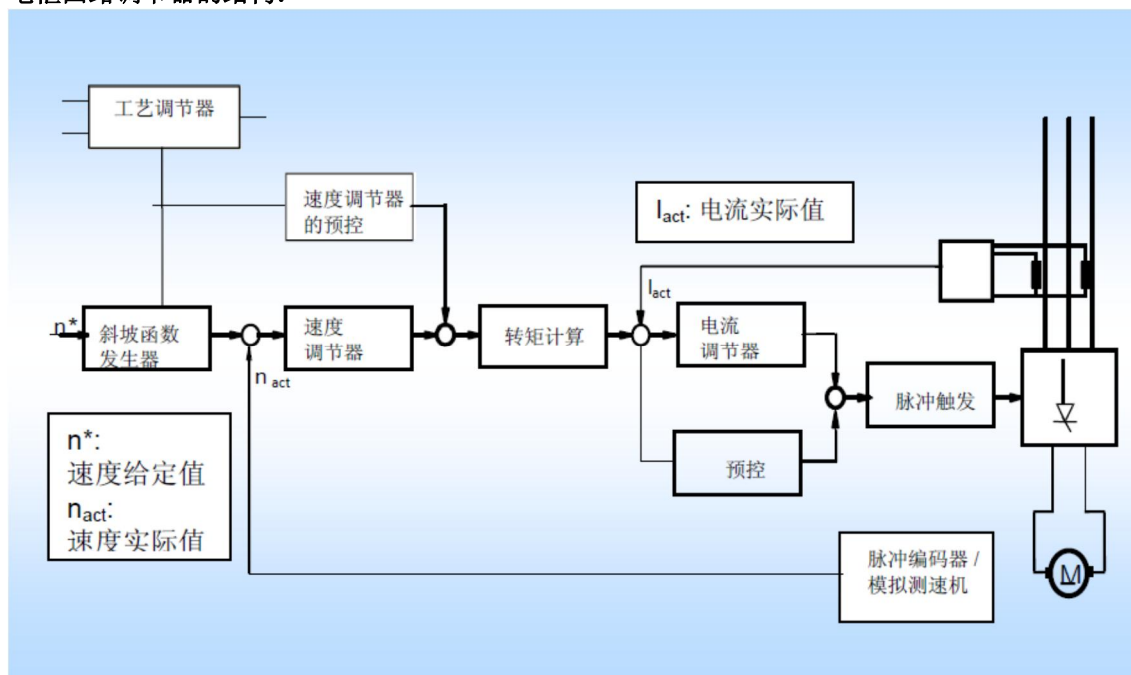 工艺调节器
速度调节器
的预控
I_act: 电流实际值
I_act
n*
斜坡函数
发生器
速度
调节器
转矩计算
电流
调节器
n act
脉冲触发
n*:
速度给定值
n_act:
速度实际值
预控
脉冲编码器 /
模拟测速机
M